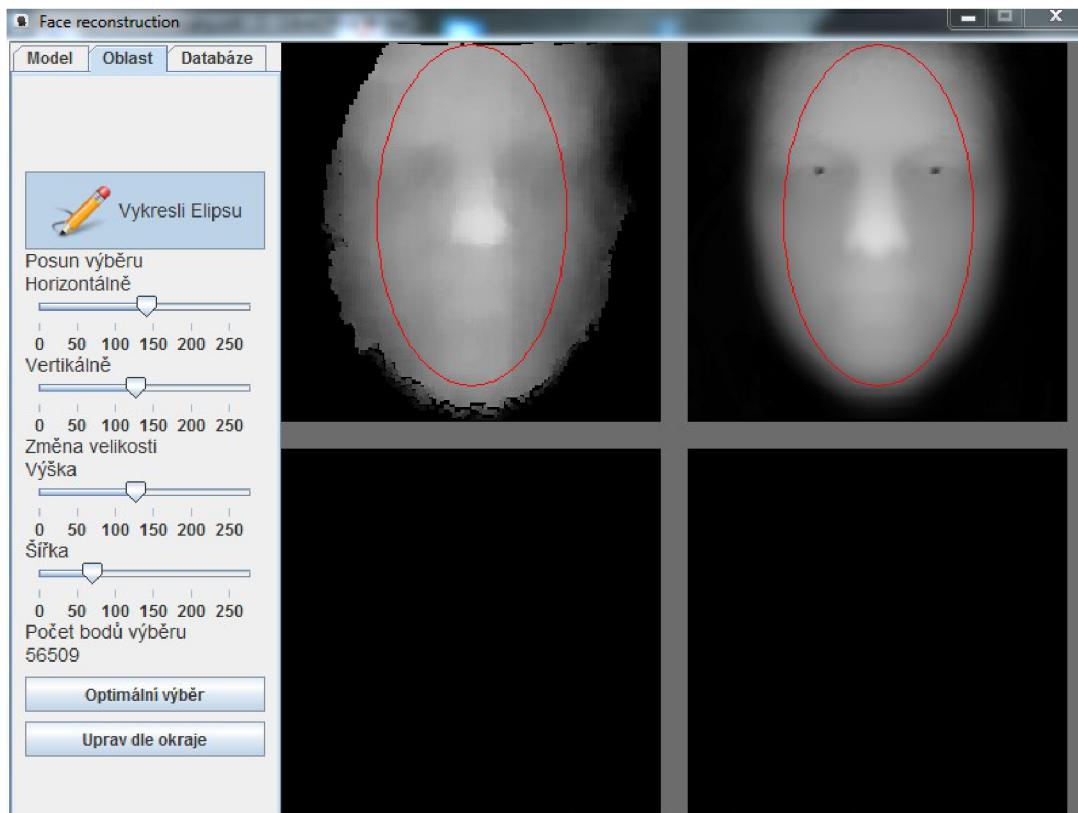 Face reconstruction
Model Oblast Databáze
Vykresli Elipsu
Posun výběru
Horizontálně
0 50 100 150 200 250
Vertikálně
0 50 100 150 200 250
Změna velikosti
Výška
0 50 100 150 200 250
Šířka
0 50 100 150 200 250
Počet bodů výběru
56509
Optimální výběr
Uprav dle okraje